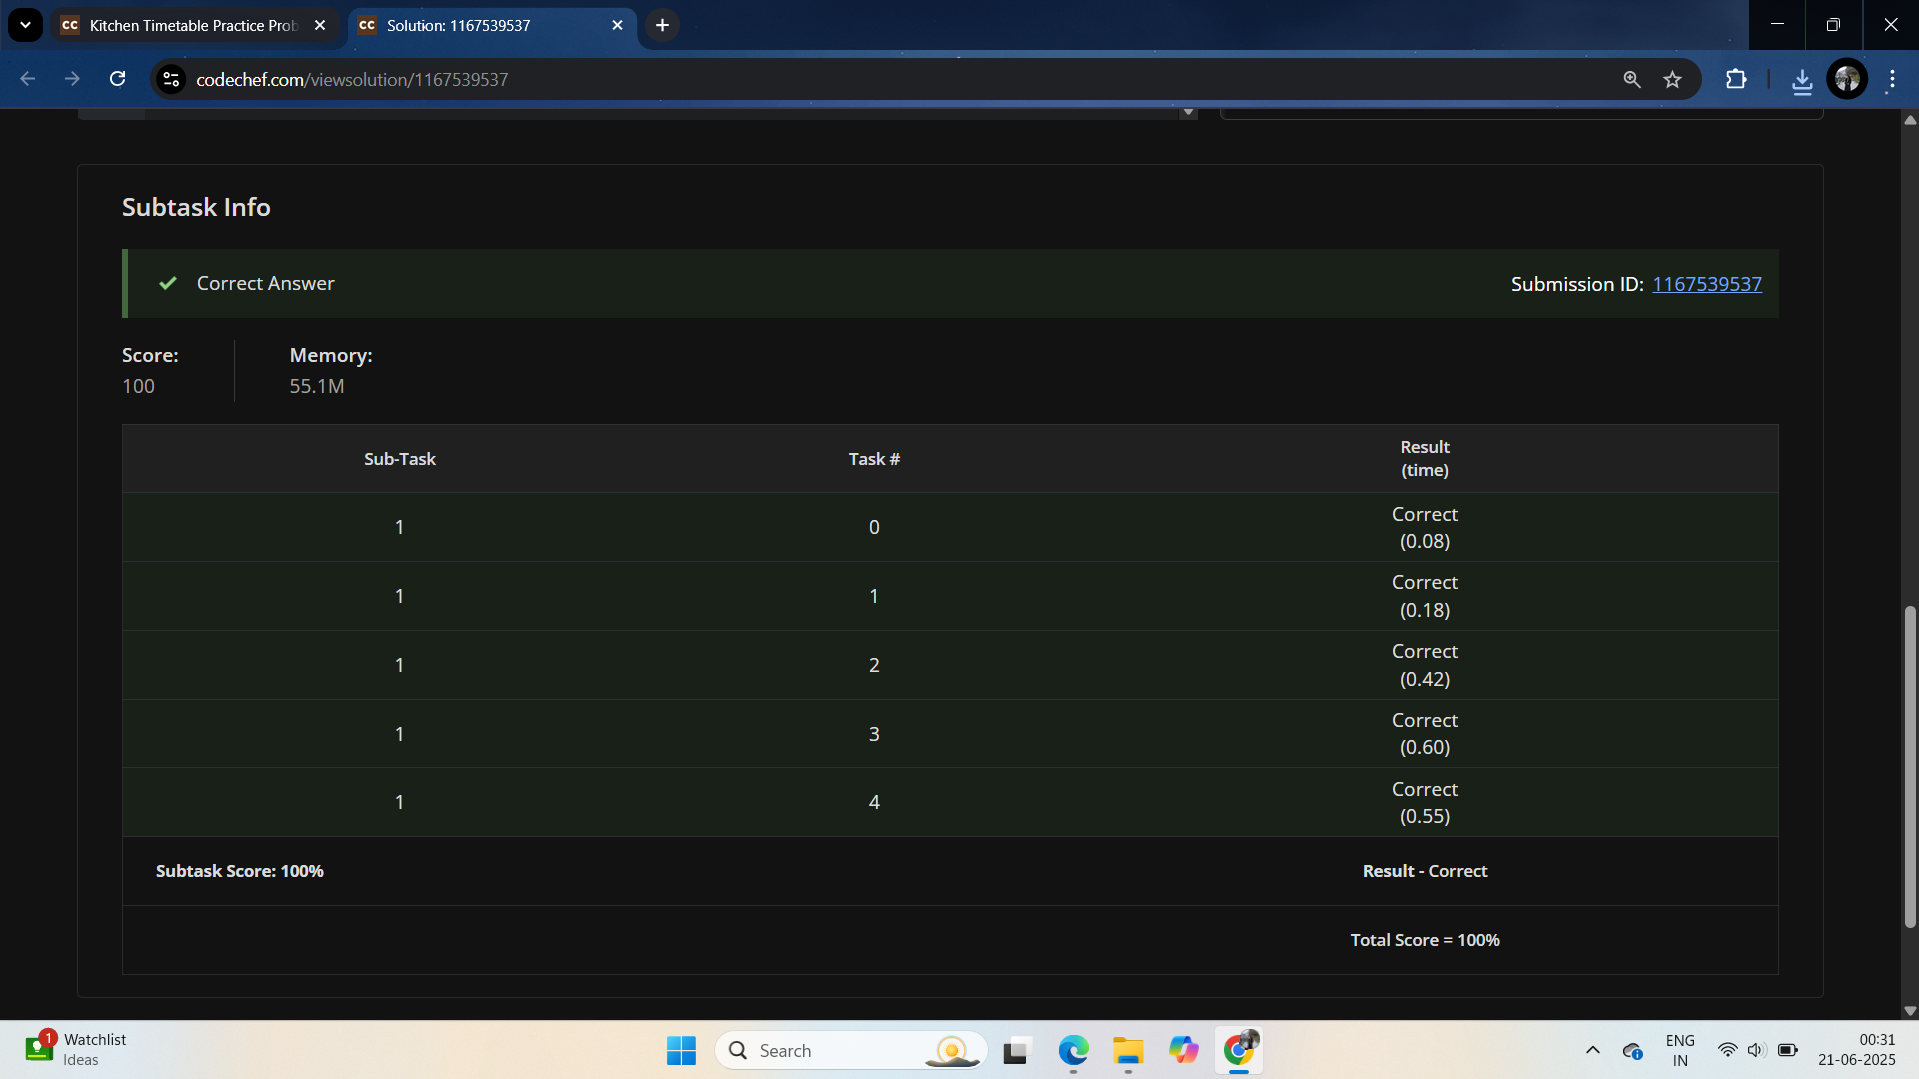 Kitchen Timetable Practice Prob
Solution: 1167539537
codechef.com/viewsolution/1167539537
Subtask Info
Correct Answer
Submission ID: 1167539537
Score:
100
Memory:
55.1M
Sub-Task Task # Result
(time)
1 0 Correct
(0.08)
1 1 Correct
(0.18)
1 2 Correct
(0.42)
1 3 Correct
(0.60)
1 4 Correct
(0.55)
Subtask Score: 100% Result - Correct
Total Score = 100%
1
Watchlist
Ideas
Search
ENG
IN
00:31
21-06-2025